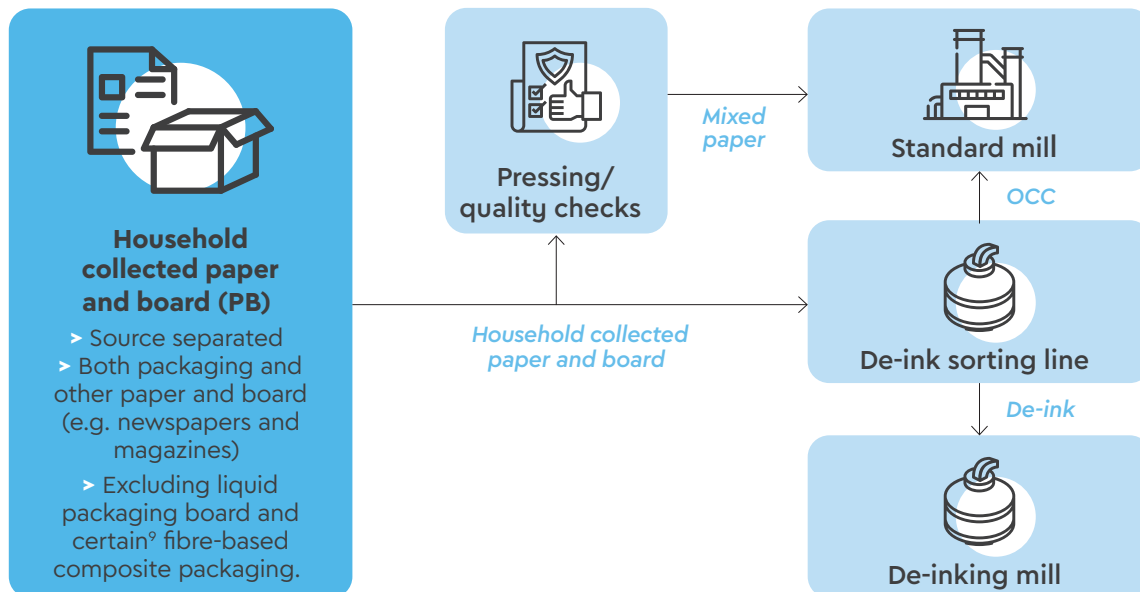 Household
collected paper
and board (PB)
> Source separated
> Both packaging and
other paper and board
(e.g. newspapers and
magazines)
> Excluding liquid
packaging board and
certain⁹ fibre-based
composite packaging.
Pressing/
quality checks
Mixed
paper
Standard mill
OCC
Household collected
paper and board
De-ink sorting line
De-ink
De-inking mill